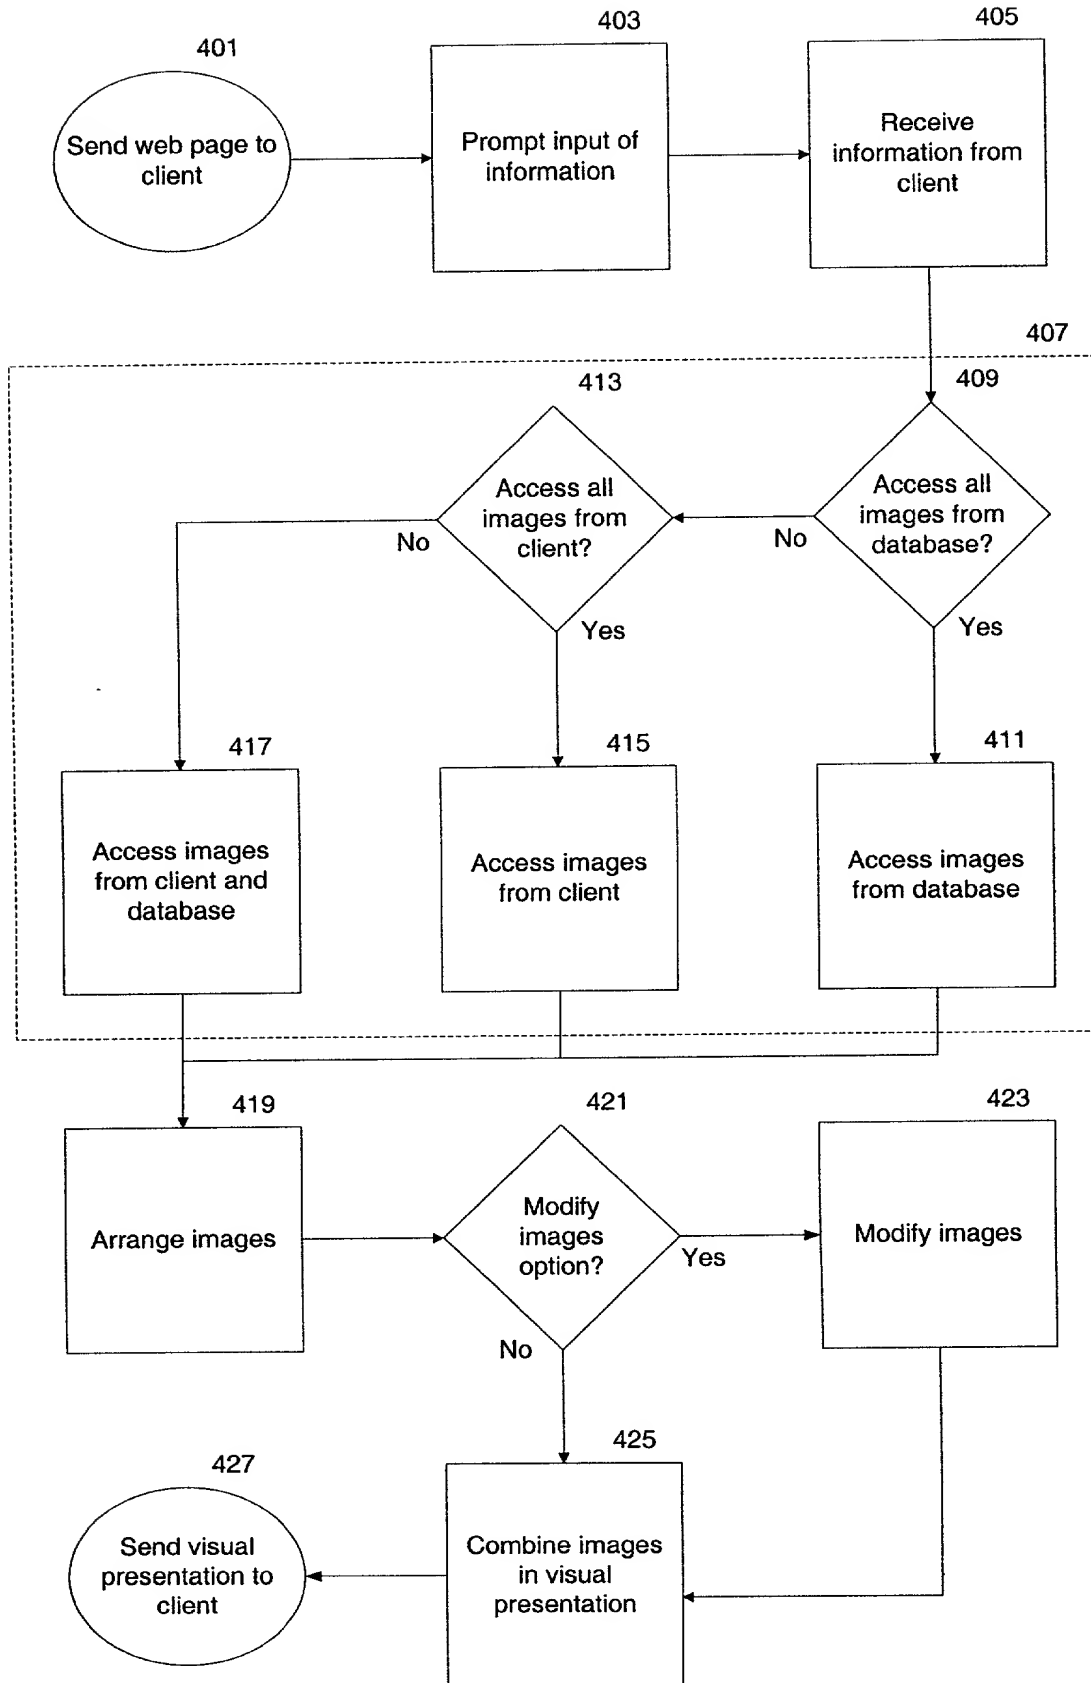 401
403
405
Send web page to
client
Prompt input of
information
Receive
information from
client
407
413
409
Access all
images from
client?
Access all
images from
database?
No
No
Yes
Yes
417
415
411
Access images
from client and
database
Access images
from client
Access images
from database
419
421
423
Arrange images
Modify
images
option?
Yes
Modify images
No
425
427
Send visual
presentation to
client
Combine images
in visual
presentation